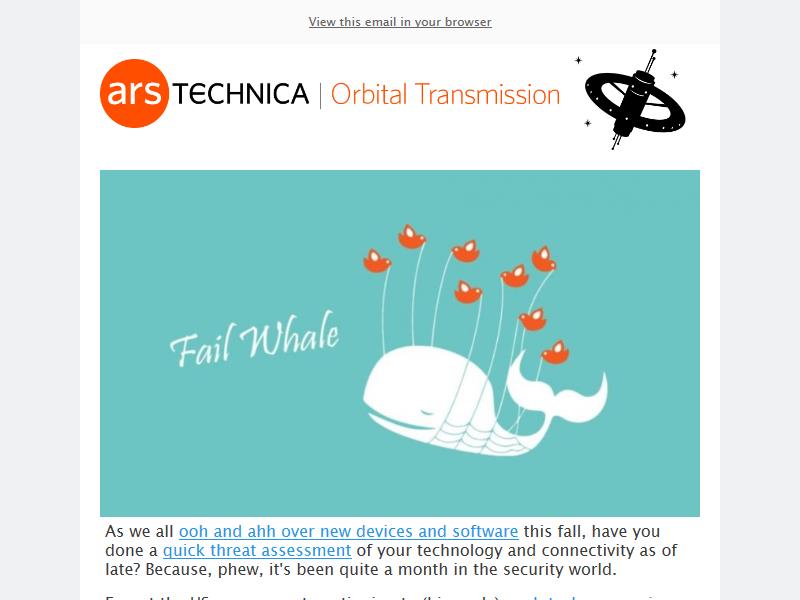 View this email in your browser
ars TECHNICA | Orbital Transmission
Fail Whale
As we all ooh and ahh over new devices and software this fall, have you
done a quick threat assessment of your technology and connectivity as of
late? Because, phew, it's been quite a month in the security world.